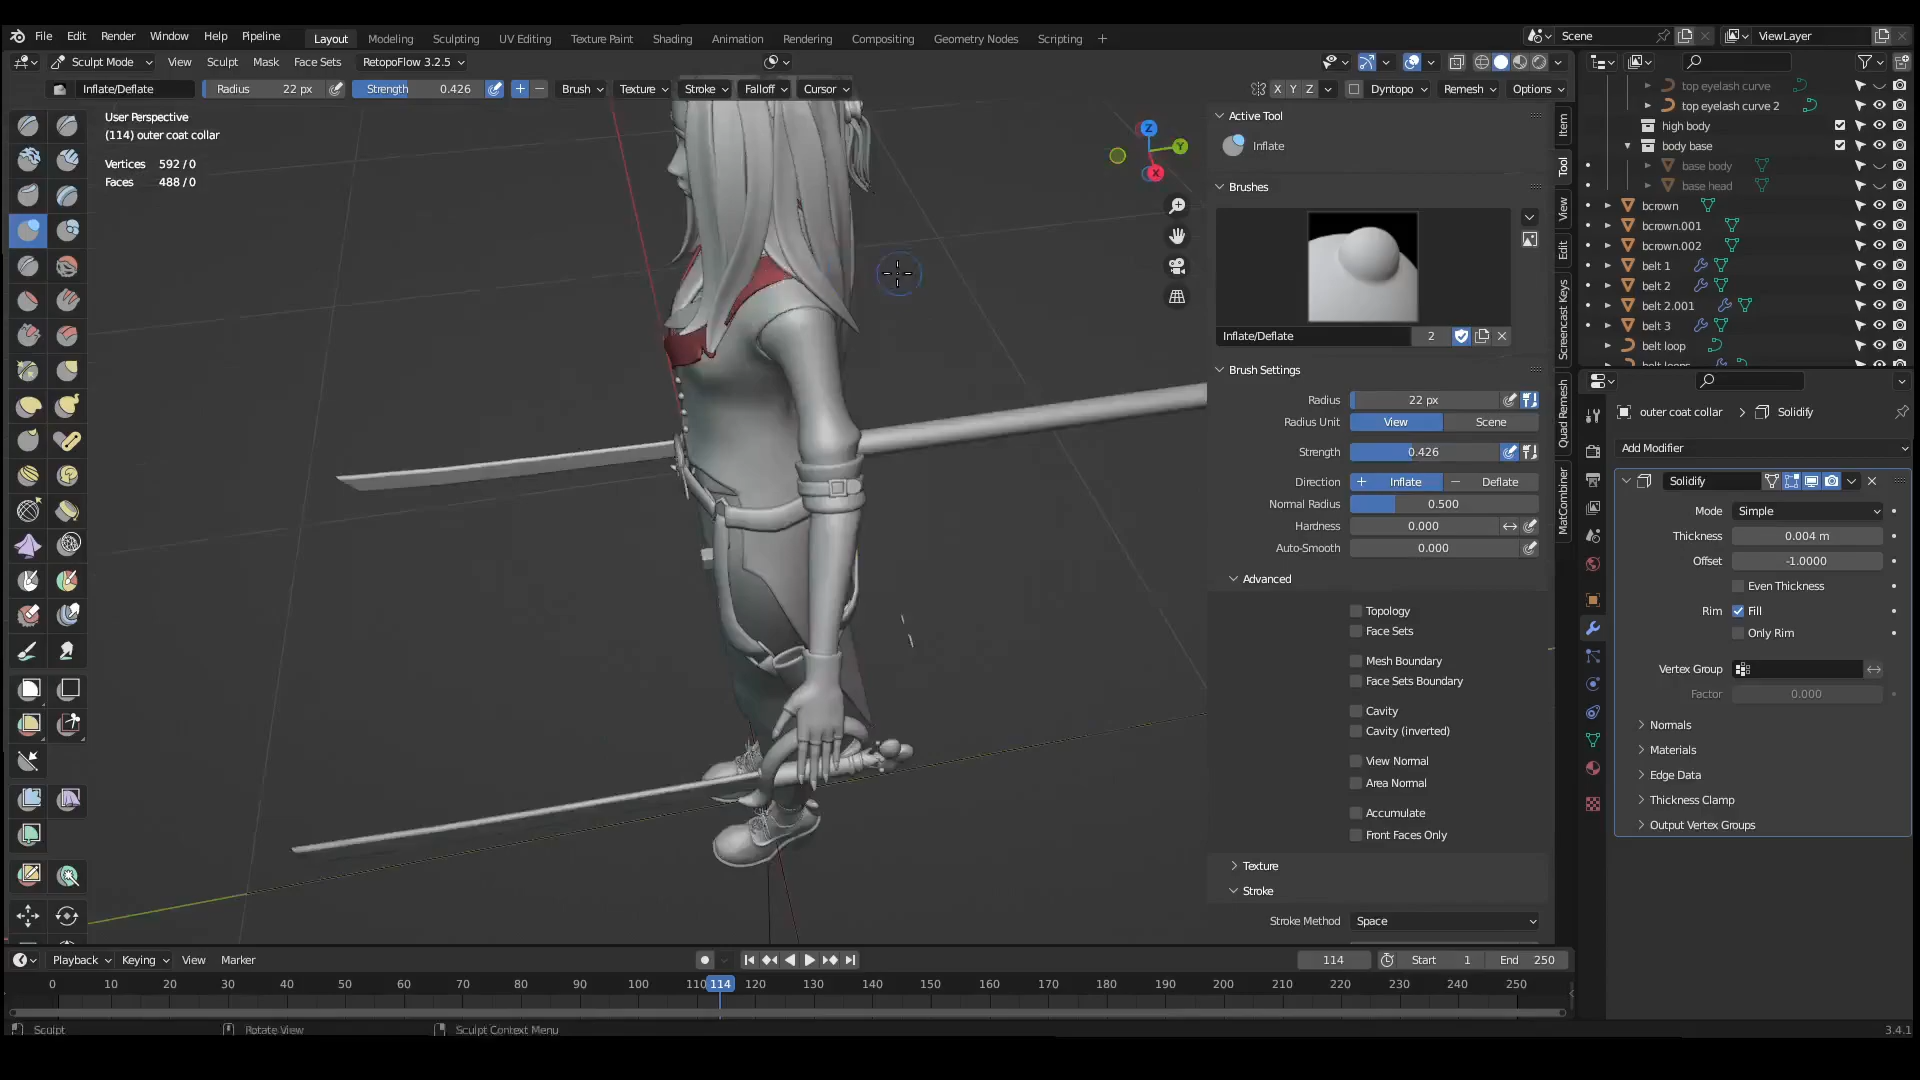 File Edit Render Window Help Pipeline Layout Modeling Sculpting UV Editing Texture Paint Shading Animation Rendering Compositing Geometry Nodes Scripting + Scene ViewLayer
Sculpt Mode View Sculpt Mask Face Sets RetopoFlow 3.2.5
Inflate/Deflate Radius 22 px Strength 0.426 Brush Texture Stroke Falloff Cursor X Y Z Dyntopo Remesh Options
User Perspective
(114) outer coat collar
Vertices 592 / 0
Faces 488 / 0
Z
Y
X
Active Tool
Inflate
Brushes
Inflate/Deflate 2
Brush Settings
Radius 22 px
Radius Unit View Scene
Strength 0.426
Direction + Inflate − Deflate
Normal Radius 0.500
Hardness 0.000
Auto-Smooth 0.000
Advanced
Topology
Face Sets
Mesh Boundary
Face Sets Boundary
Cavity
Cavity (inverted)
View Normal
Area Normal
Accumulate
Front Faces Only
Texture
Stroke
Stroke Method Space
Item
Tool
View
Edit
Screencast Keys
Quad Remesh
MatCombiner
top eyelash curve
top eyelash curve 2
high body
body base
base body
base head
bcrown
bcrown.001
bcrown.002
belt 1
belt 2
belt 2.001
belt 3
belt loop
belt loops
outer coat collar > Solidify
Add Modifier
Solidify
Mode Simple
Thickness 0.004 m
Offset -1.0000
Even Thickness
Rim Fill
Only Rim
Vertex Group
Factor 0.000
Normals
Materials
Edge Data
Thickness Clamp
Output Vertex Groups
Playback Keying View Marker 114 Start 1 End 250
0 10 20 30 40 50 60 70 80 90 100 110 114 120 130 140 150 160 170 180 190 200 210 220 230 240 250
Sculpt Rotate View Sculpt Context Menu 3.4.1